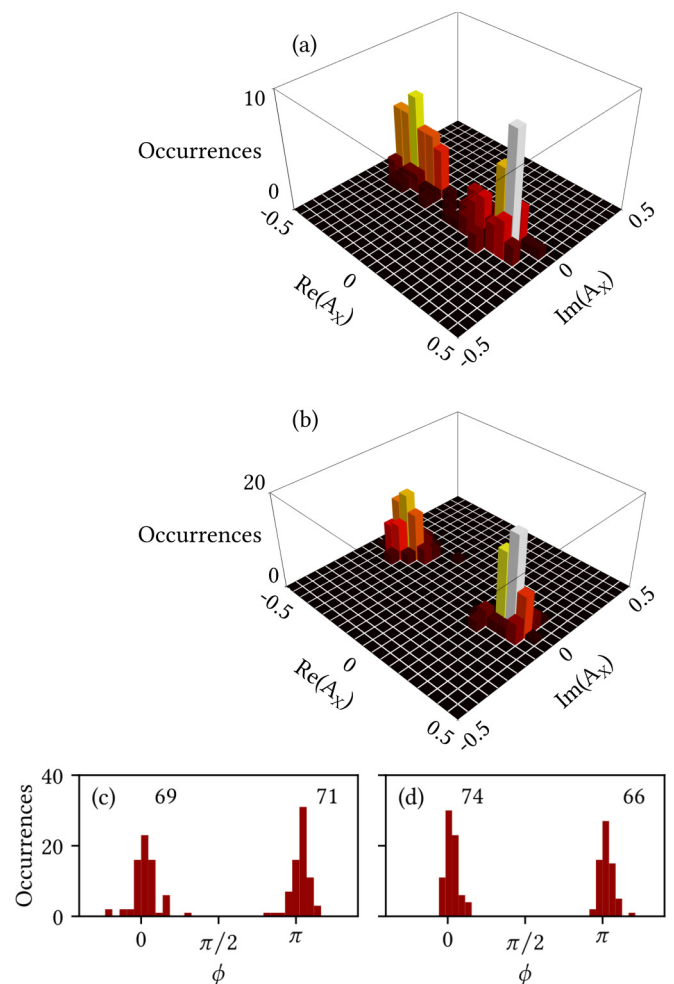 (a)
10
Occurrences
0
-0.5
0
Re(A_X)
0.5
-0.5
0
Im(A_X)
0.5
(b)
20
Occurrences
0
-0.5
0
Re(A_X)
0.5
-0.5
0
Im(A_X)
0.5
40
20
0
Occurrences
(c) 69 71
0 π/2 π
ϕ
(d) 74 66
0 π/2 π
ϕ